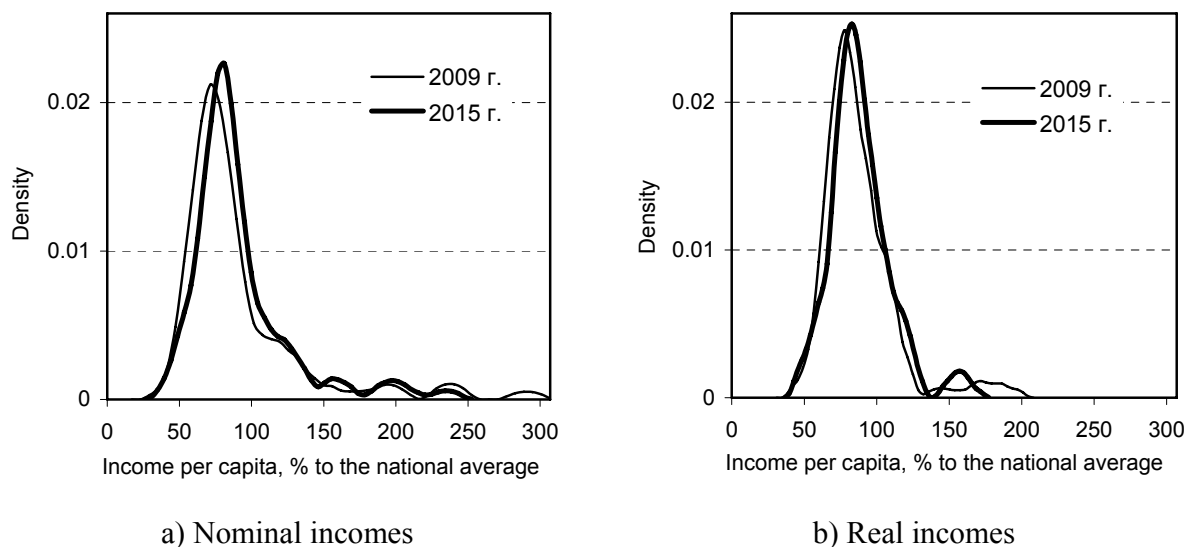 2009 г.
2015 г.
0.02
0.01
0
Density
0 50 100 150 200 250 300
Income per capita, % to the national average
a) Nominal incomes
2009 г.
2015 г.
0.02
0.01
0
Density
0 50 100 150 200 250 300
Income per capita, % to the national average
b) Real incomes